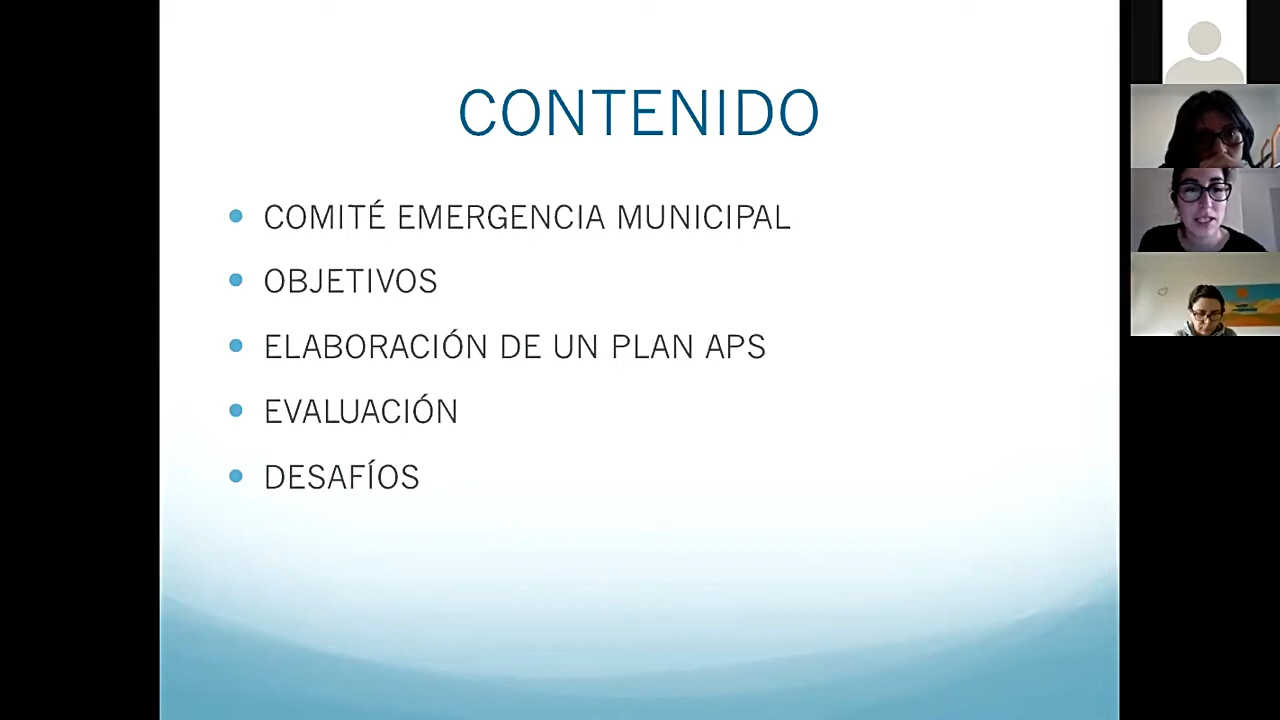 CONTENIDO
COMITÉ EMERGENCIA MUNICIPAL
OBJETIVOS
ELABORACIÓN DE UN PLAN APS
EVALUACIÓN
DESAFÍOS